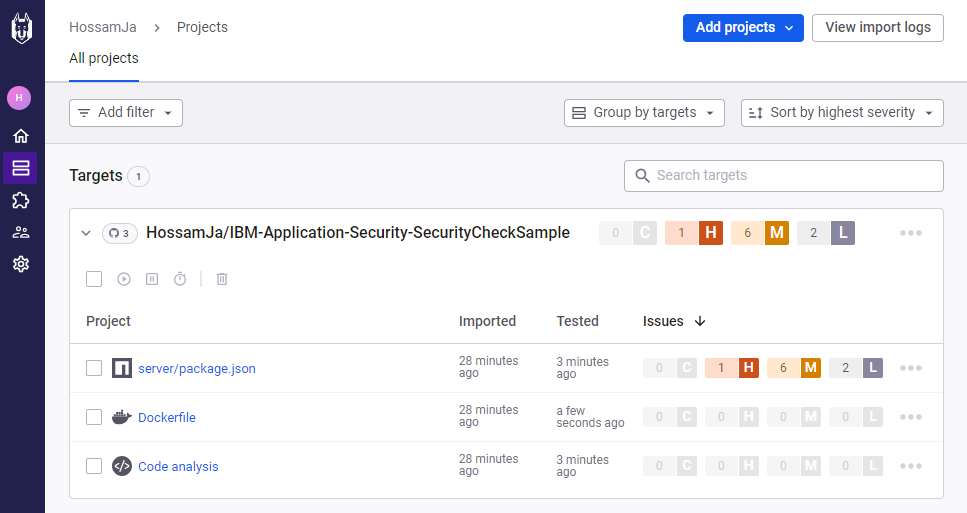 HossamJa > Projects
Add projects
View import logs
All projects
H
Add filter
Group by targets
Sort by highest severity
Targets 1
Search targets
3 HossamJa/IBM-Application-Security-SecurityCheckSample 0 C 1 H 6 M 2 L
Project Imported Tested Issues
server/package.json 28 minutes ago 3 minutes ago 0 C 1 H 6 M 2 L
Dockerfile 28 minutes ago a few seconds ago 0 C 0 H 0 M 0 L
Code analysis 28 minutes ago 3 minutes ago 0 C 0 H 0 M 0 L